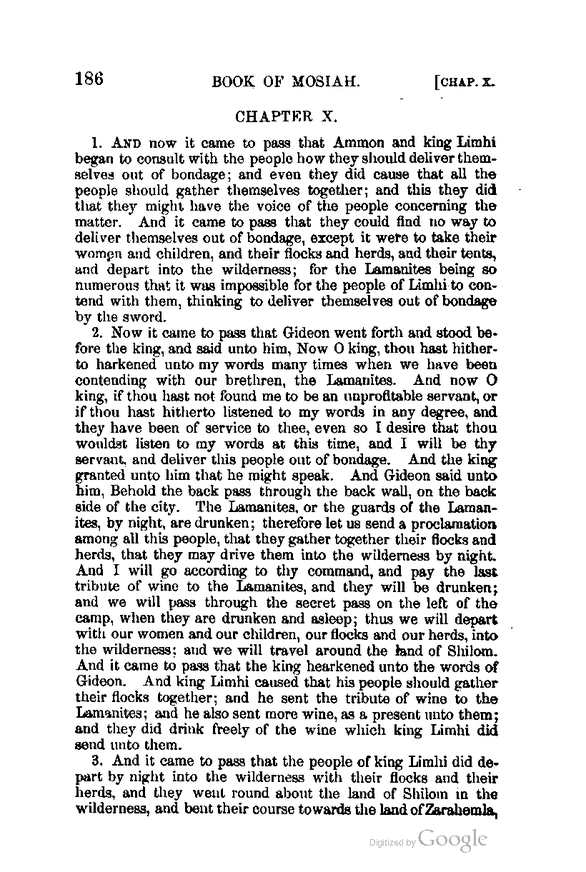 186 BOOK OF MOSIAH. [CHAP. X.
CHAPTER X.
1. AND now it came to pass that Ammon and king Limhi
began to consult with the people how they should deliver them-
selves out of bondage; and even they did cause that all the
people should gather themselves together; and this they did
that they might have the voice of the people concerning the
matter. And it came to pass that they could find no way to
deliver themselves out of bondage, except it were to take their
women and children, and their flocks and herds, and their tents,
and depart into the wilderness; for the Lamanites being so
numerous that it was impossible for the people of Limhi to con-
tend with them, thinking to deliver themselves out of bondage
by the sword.
2. Now it came to pass that Gideon went forth and stood be-
fore the king, and said unto him, Now O king, thou hast hither-
to harkened unto my words many times when we have been
contending with our brethren, the Lamanites. And now O
king, if thou hast not found me to be an unprofitable servant, or
if thou hast hitherto listened to my words in any degree, and
they have been of service to thee, even so I desire that thou
wouldst listen to my words at this time, and I will be thy
servant, and deliver this people out of bondage. And the king
granted unto him that he might speak. And Gideon said unto
him, Behold the back pass through the back wall, on the back
side of the city. The Lamanites, or the guards of the Laman-
ites, by night, are drunken; therefore let us send a proclamation
among all this people, that they gather together their flocks and
herds, that they may drive them into the wilderness by night.
And I will go according to thy command, and pay the last
tribute of wine to the Lamanites, and they will be drunken;
and we will pass through the secret pass on the left of the
camp, when they are drunken and asleep; thus we will depart
with our women and our children, our flocks and our herds, into
the wilderness; and we will travel around the land of Shilom.
And it came to pass that the king hearkened unto the words of
Gideon. And king Limhi caused that his people should gather
their flocks together; and he sent the tribute of wine to the
Lamanites; and he also sent more wine, as a present unto them;
and they did drink freely of the wine which king Limhi did
send unto them.
3. And it came to pass that the people of king Limhi did de-
part by night into the wilderness with their flocks and their
herds, and they went round about the land of Shilom in the
wilderness, and bent their course towards the land of Zarahemla,
Digitized by Google